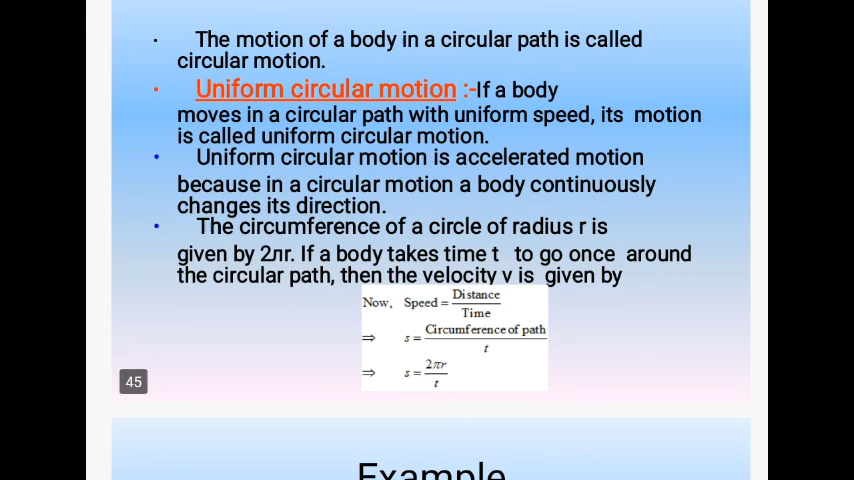 · The motion of a body in a circular path is called
circular motion.
• Uniform circular motion :-If a body
moves in a circular path with uniform speed, its motion
is called uniform circular motion.
• Uniform circular motion is accelerated motion
because in a circular motion a body continuously
changes its direction.
• The circumference of a circle of radius r is
given by 2лr. If a body takes time t to go once around
the circular path, then the velocity v is given by
Now, Speed = Distance / Time
⇒ s = Circumference of path / t
⇒ s = 2πr / t
45
Example